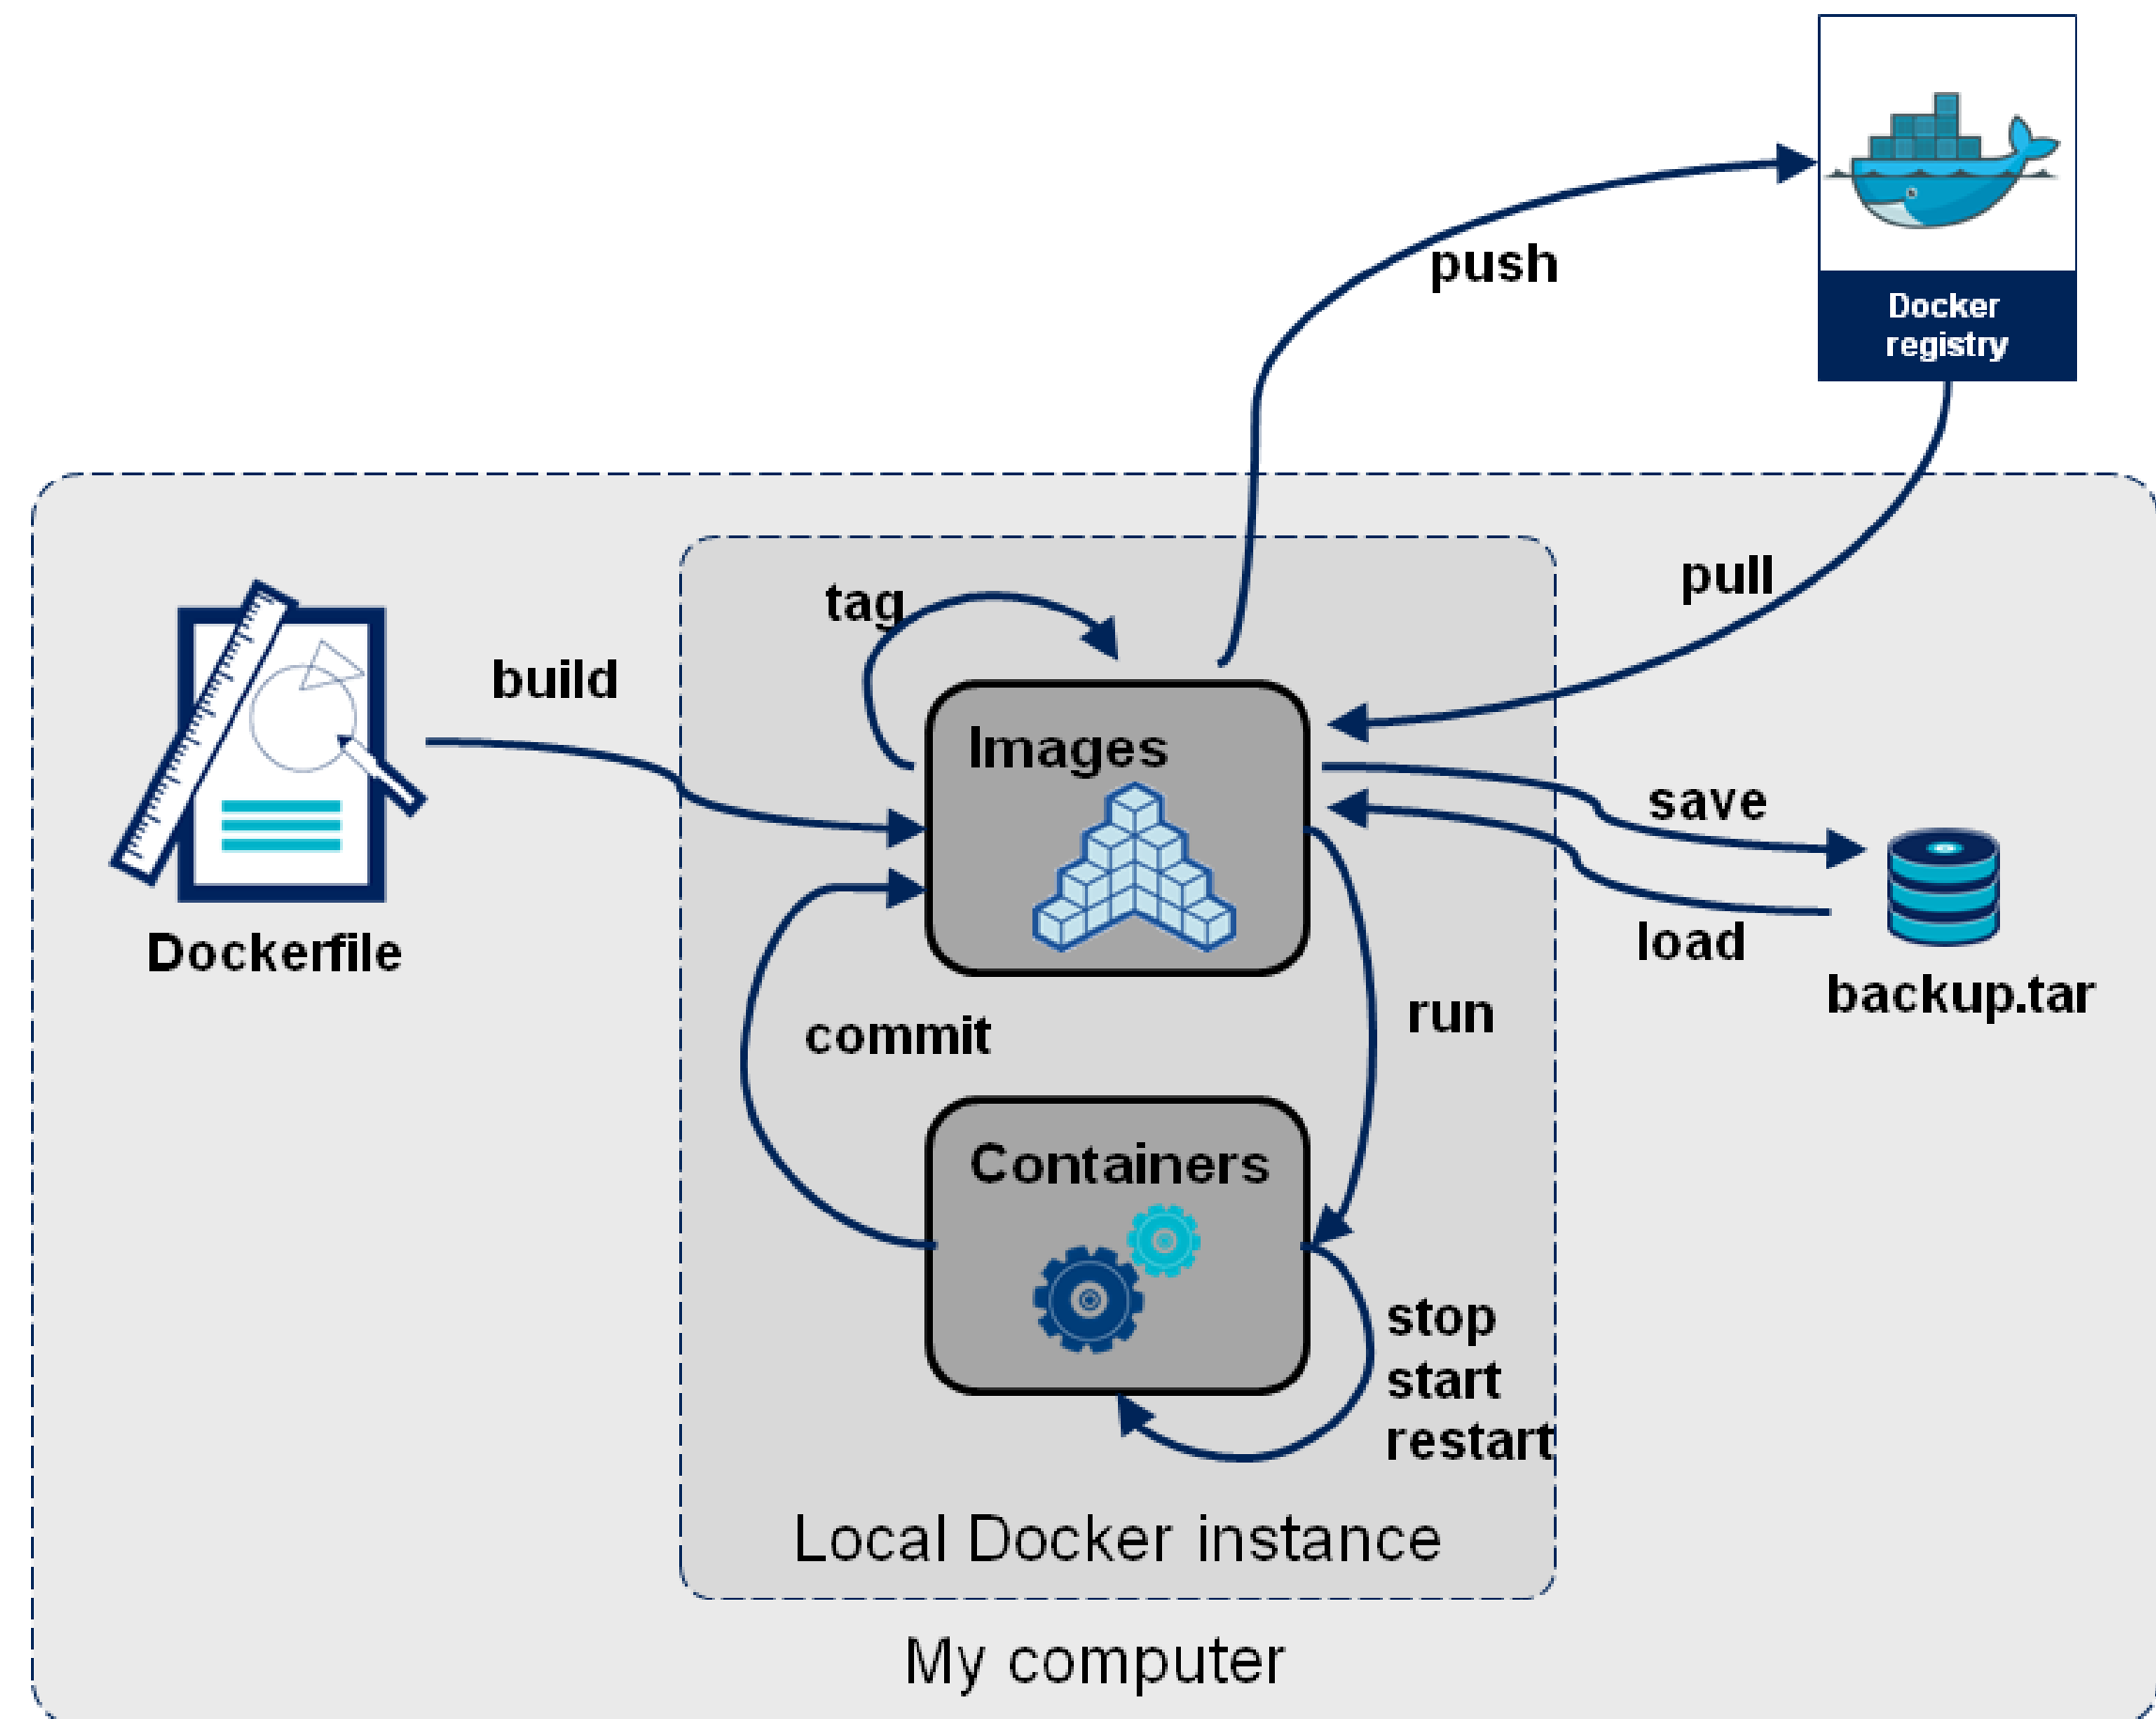 Docker
registry
push
pull
tag
build
Images
save
load
Dockerfile
backup.tar
commit
run
Containers
stop
start
restart
Local Docker instance
My computer